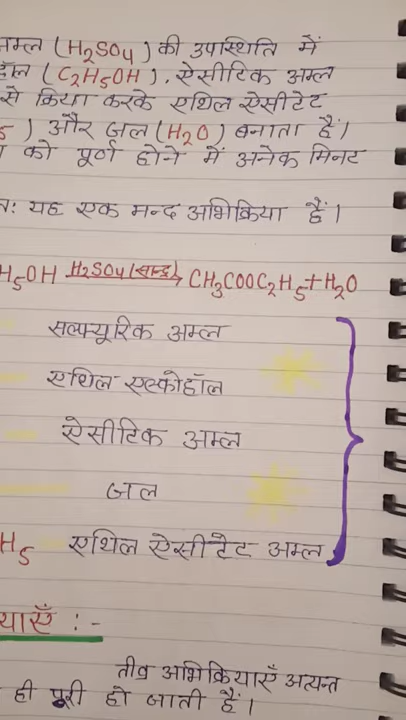 अम्ल (H₂SO₄) की उपस्थिति में
(C₂H₅OH), ऐसीटिक अम्ल
से क्रिया करके एथिल ऐसीटेट
) और जल (H₂O) बनाता है।
को पूर्ण होने में अनेक मिनट
यह एक मन्द अभिक्रिया है।
H₅OH H₂SO₄(सान्द्र) → CH₃COOC₂H₅+H₂O
सल्फ्यूरिक अम्ल
एथिल एल्कोहॉल
ऐसीटिक अम्ल
जल
H₅ एथिल ऐसीटेट अम्ल
याएँ :-
तीव्र अभिक्रियाएँ अत्यन्त
ही पूरी हो जाती हैं।